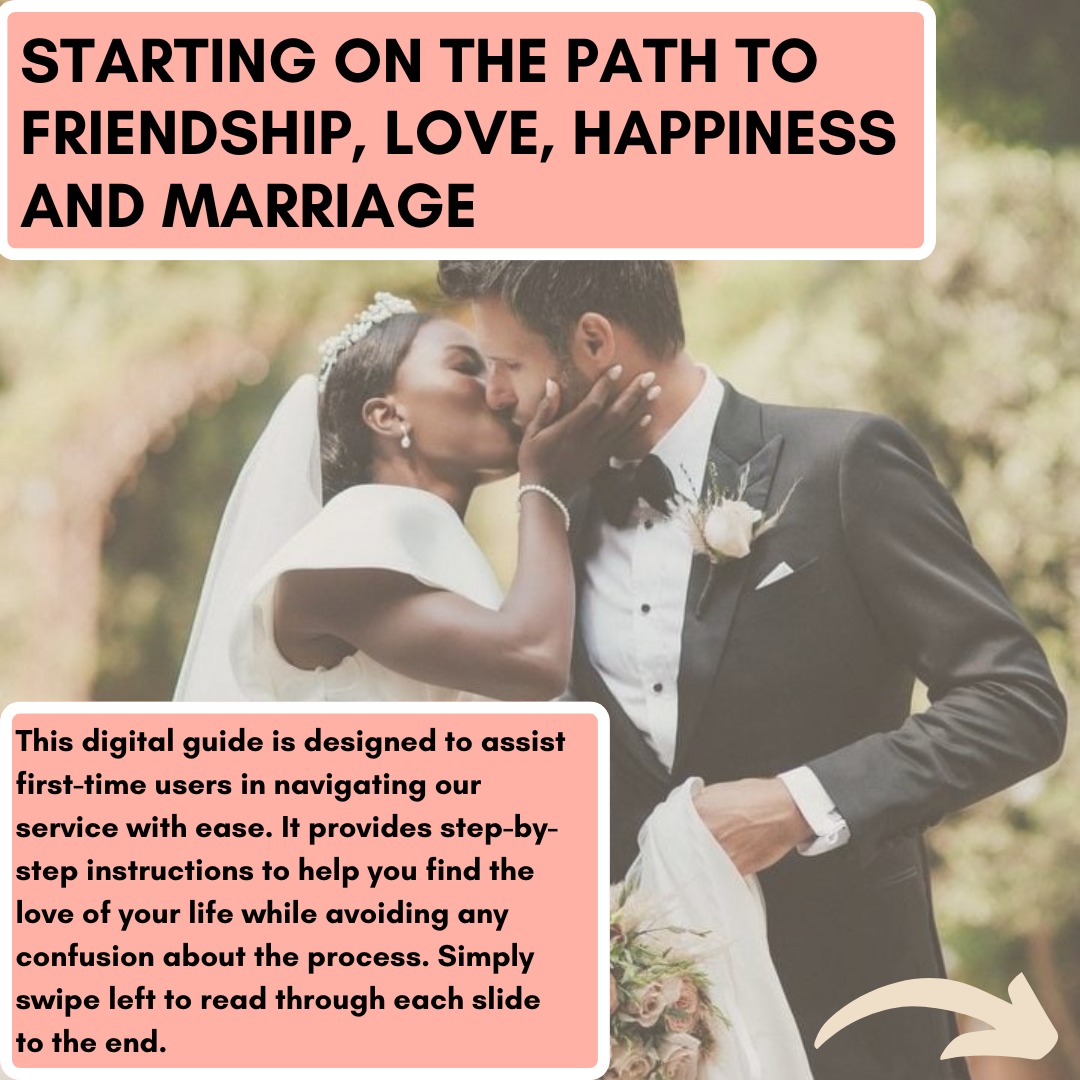 STARTING ON THE PATH TO
FRIENDSHIP, LOVE, HAPPINESS
AND MARRIAGE
This digital guide is designed to assist
first-time users in navigating our
service with ease. It provides step-by-
step instructions to help you find the
love of your life while avoiding any
confusion about the process. Simply
swipe left to read through each slide
to the end.